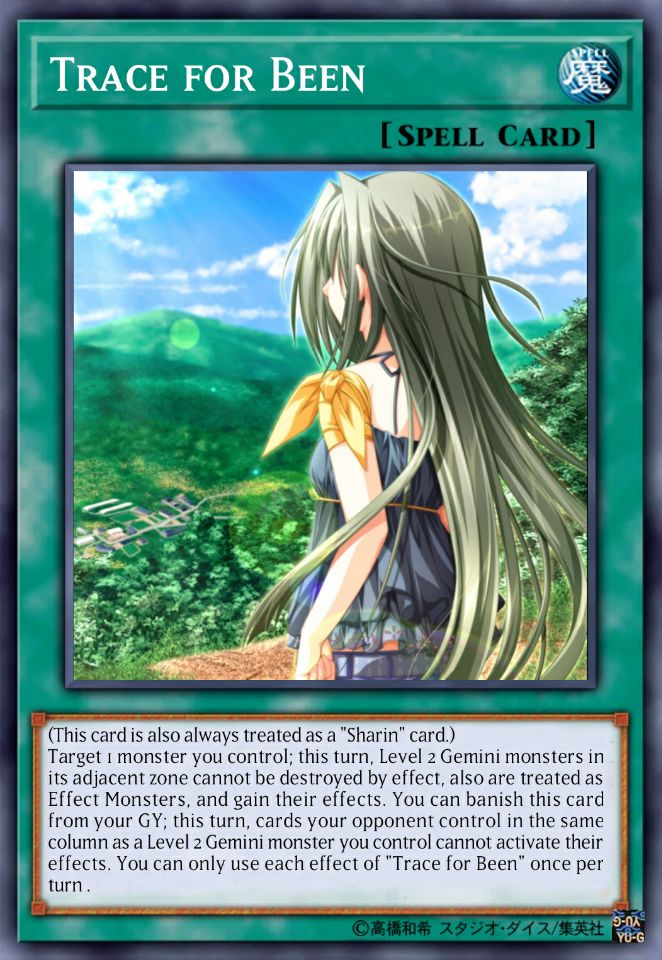 Trace for Been
SPELL
魔
[Spell Card]
(This card is also always treated as a "Sharin" card.)
Target 1 monster you control; this turn, Level 2 Gemini monsters in
its adjacent zone cannot be destroyed by effect, also are treated as
Effect Monsters, and gain their effects. You can banish this card
from your GY; this turn, cards your opponent control in the same
column as a Level 2 Gemini monster you control cannot activate their
effects. You can only use each effect of "Trace for Been" once per
turn .
©高橋和希 スタジオ・ダイス/集英社
YU-G
YU-G